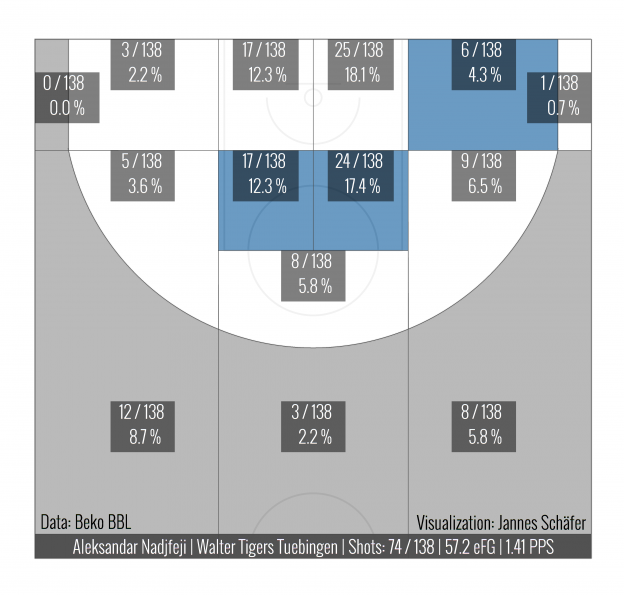 3 / 138
2.2 %
17 / 138
12.3 %
25 / 138
18.1 %
6 / 138
4.3 %
0 / 138
0.0 %
1 / 138
0.7 %
5 / 138
3.6 %
17 / 138
12.3 %
24 / 138
17.4 %
9 / 138
6.5 %
8 / 138
5.8 %
12 / 138
8.7 %
3 / 138
2.2 %
8 / 138
5.8 %
Data: Beko BBL
Visualization: Jannes Schäfer
Aleksandar Nadjfeji | Walter Tigers Tuebingen | Shots: 74 / 138 | 57.2 eFG | 1.41 PPS